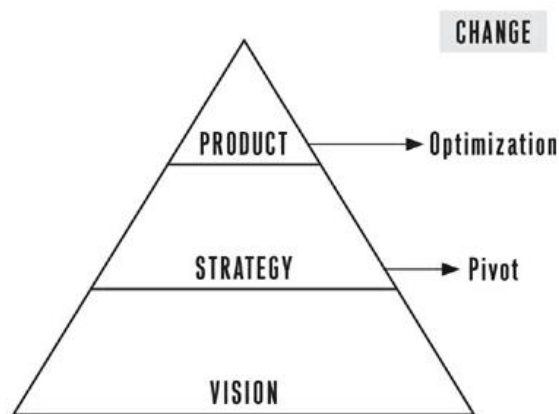 CHANGE
PRODUCT
Optimization
STRATEGY
Pivot
VISION